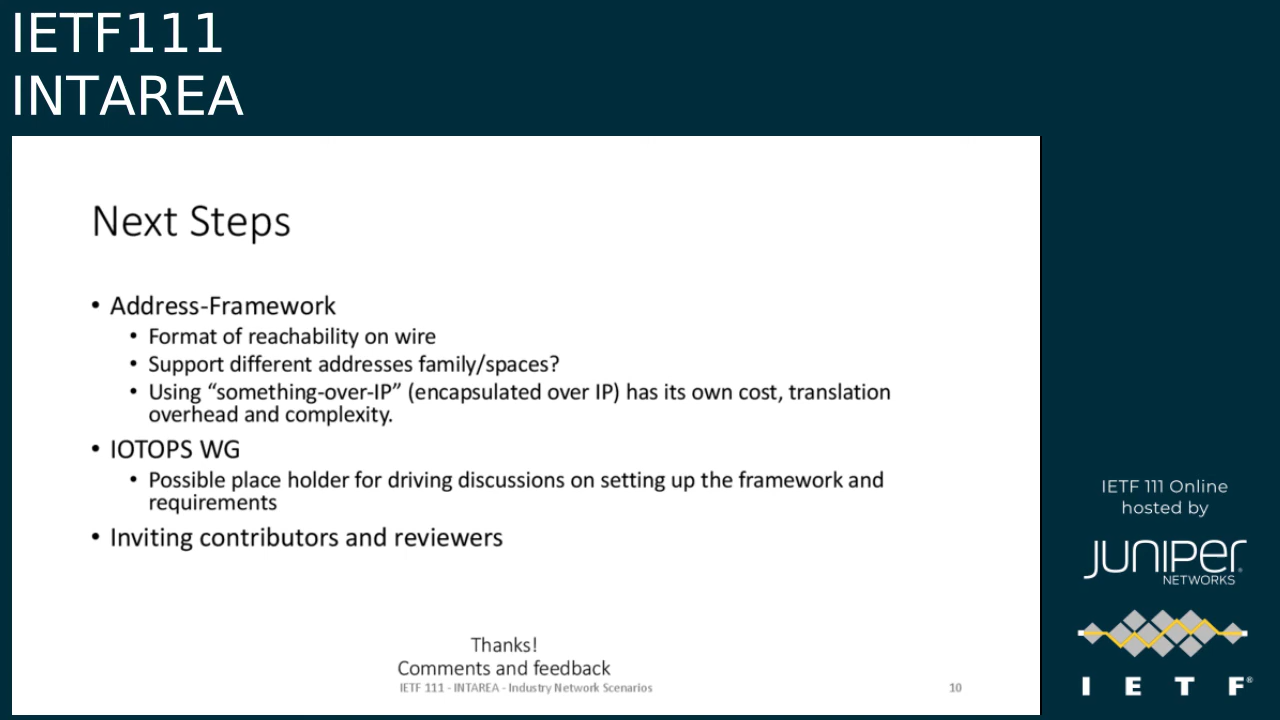 IETF111
INTAREA
Next Steps
• Address-Framework
• Format of reachability on wire
• Support different addresses family/spaces?
• Using “something-over-IP” (encapsulated over IP) has its own cost, translation
overhead and complexity.
• IOTOPS WG
• Possible place holder for driving discussions on setting up the framework and
requirements
• Inviting contributors and reviewers
Thanks!
Comments and feedback
IETF 111 - INTAREA - Industry Network Scenarios
10
IETF 111 Online
hosted by
JUNIPER
NETWORKS
I E T F®